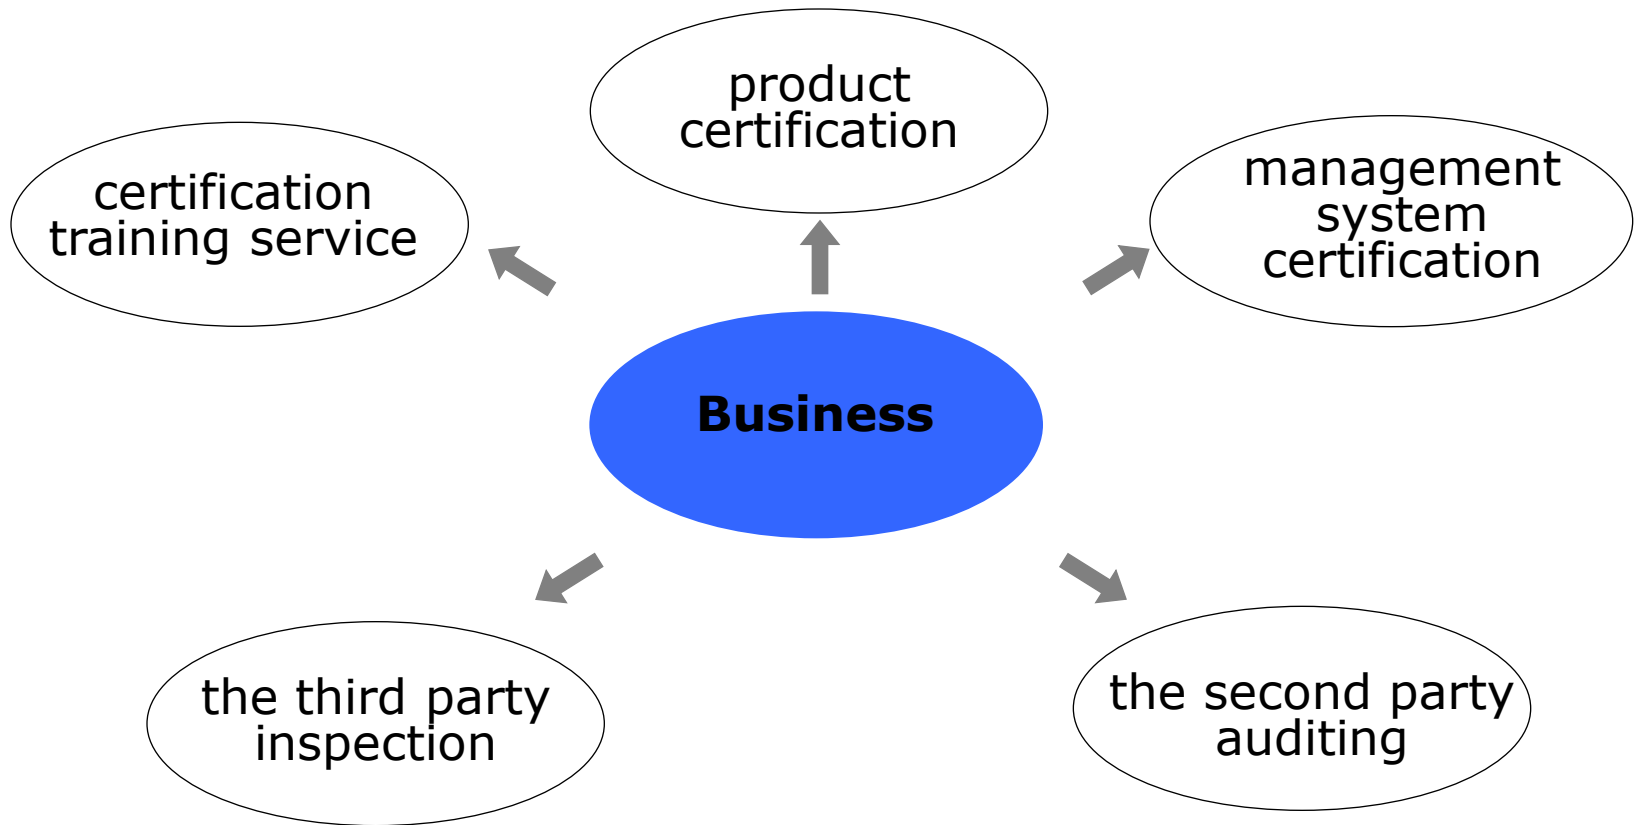 product
certification
certification
training service
management
system
certification
Business
the third party
inspection
the second party
auditing